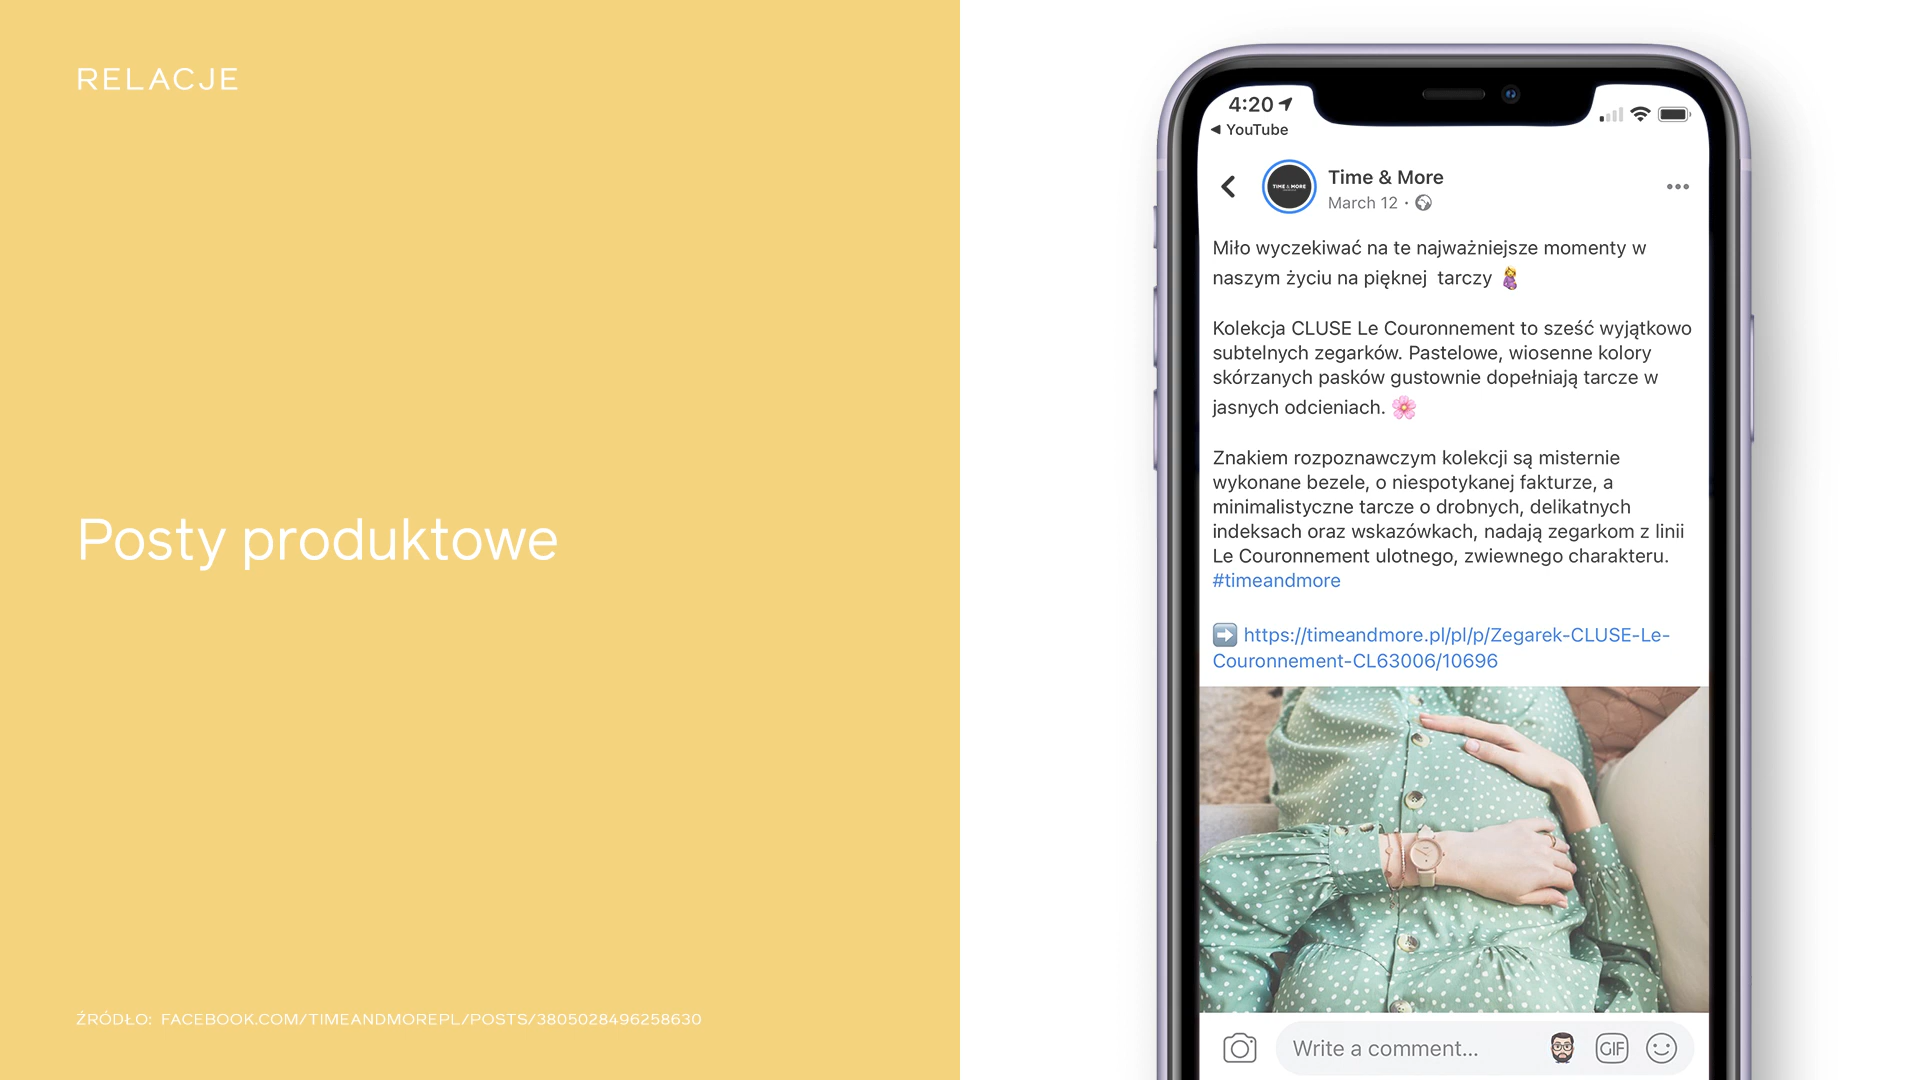 RELACJE
Posty produktowe
ŹRÓDŁO: FACEBOOK.COM/TIMEANDMOREPL/POSTS/3805028496258630
4:20
YouTube
TIME & MORE
Time & More
March 12 ·
Miło wyczekiwać na te najważniejsze momenty w
naszym życiu na pięknej tarczy
Kolekcja CLUSE Le Couronnement to sześć wyjątkowo
subtelnych zegarków. Pastelowe, wiosenne kolory
skórzanych pasków gustownie dopełniają tarcze w
jasnych odcieniach.
Znakiem rozpoznawczym kolekcji są misternie
wykonane bezele, o niespotykanej fakturze, a
minimalistyczne tarcze o drobnych, delikatnych
indeksach oraz wskazówkach, nadają zegarkom z linii
Le Couronnement ulotnego, zwiewnego charakteru.
#timeandmore
https://timeandmore.pl/pl/p/Zegarek-CLUSE-Le-
Couronnement-CL63006/10696
Write a comment...
GIF